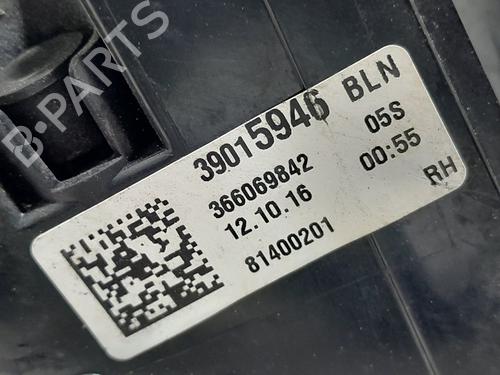 39015946 BLN
366069842 05S
12.10.16 00:55
81400201 RH
B-PARTS